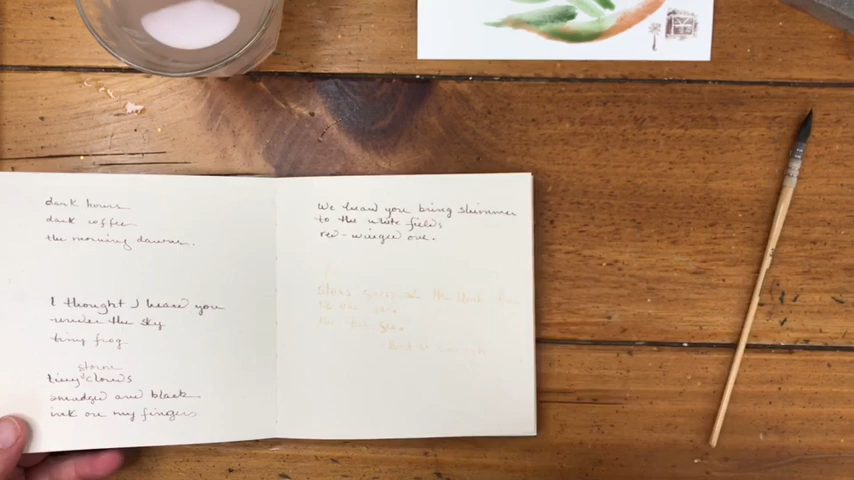 dark hours
dark coffee
the morning dawns.
I thought I heard you
under the sky
tiny frog
storm
tiny clouds
smudged and black
ink on my fingers
We heard you bring shimmer
to the white fields
red-winged one.